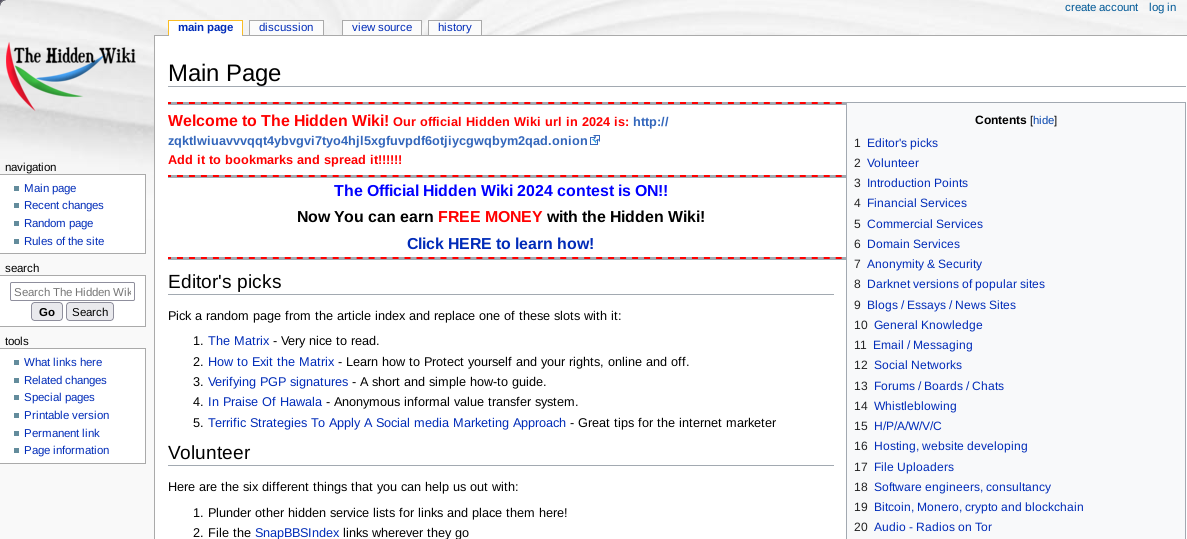 create account log in
main page discussion view source history
The Hidden Wiki
Main Page
Welcome to The Hidden Wiki! Our official Hidden Wiki url in 2024 is: http://
zqktlwiuavvvqqt4ybvgvi7tyo4hjl5xgfuvpdf6otjiycgwqbym2qad.onion
Add it to bookmarks and spread it!!!!!!
The Official Hidden Wiki 2024 contest is ON!!
Now You can earn FREE MONEY with the Hidden Wiki!
Click HERE to learn how!
Editor's picks
Pick a random page from the article index and replace one of these slots with it:
1. The Matrix - Very nice to read.
2. How to Exit the Matrix - Learn how to Protect yourself and your rights, online and off.
3. Verifying PGP signatures - A short and simple how-to guide.
4. In Praise Of Hawala - Anonymous informal value transfer system.
5. Terrific Strategies To Apply A Social media Marketing Approach - Great tips for the internet marketer
Volunteer
Here are the six different things that you can help us out with:
1. Plunder other hidden service lists for links and place them here!
2. File the SnapBBSIndex links wherever they go
Contents [hide]
1 Editor's picks
2 Volunteer
3 Introduction Points
4 Financial Services
5 Commercial Services
6 Domain Services
7 Anonymity & Security
8 Darknet versions of popular sites
9 Blogs / Essays / News Sites
10 General Knowledge
11 Email / Messaging
12 Social Networks
13 Forums / Boards / Chats
14 Whistleblowing
15 H/P/A/W/V/C
16 Hosting, website developing
17 File Uploaders
18 Software engineers, consultancy
19 Bitcoin, Monero, crypto and blockchain
20 Audio - Radios on Tor
navigation
Main page
Recent changes
Random page
Rules of the site
search
Search The Hidden Wik
Go Search
tools
What links here
Related changes
Special pages
Printable version
Permanent link
Page information